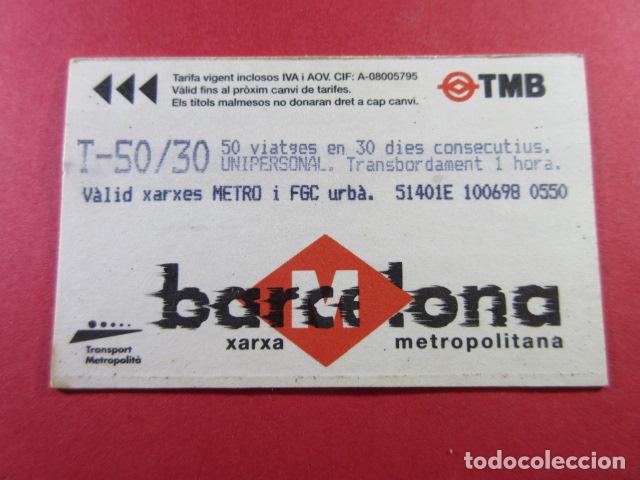 Tarifa vigent inclosos IVA i AOV. CIF: A-08005795
Vàlid fins al pròxim canvi de tarifes.
Els títols malmesos no donaran dret a cap canvi.
TMB
T-50/30
50 viatges en 30 dies consecutius.
UNIPERSONAL. Transbordament 1 hora.
Vàlid xarxes METRO i FGC urbà. 51401E 100698 0550
M
barcelona
xarxa metropolitana
Transport
Metropolità
todocoleccion.net